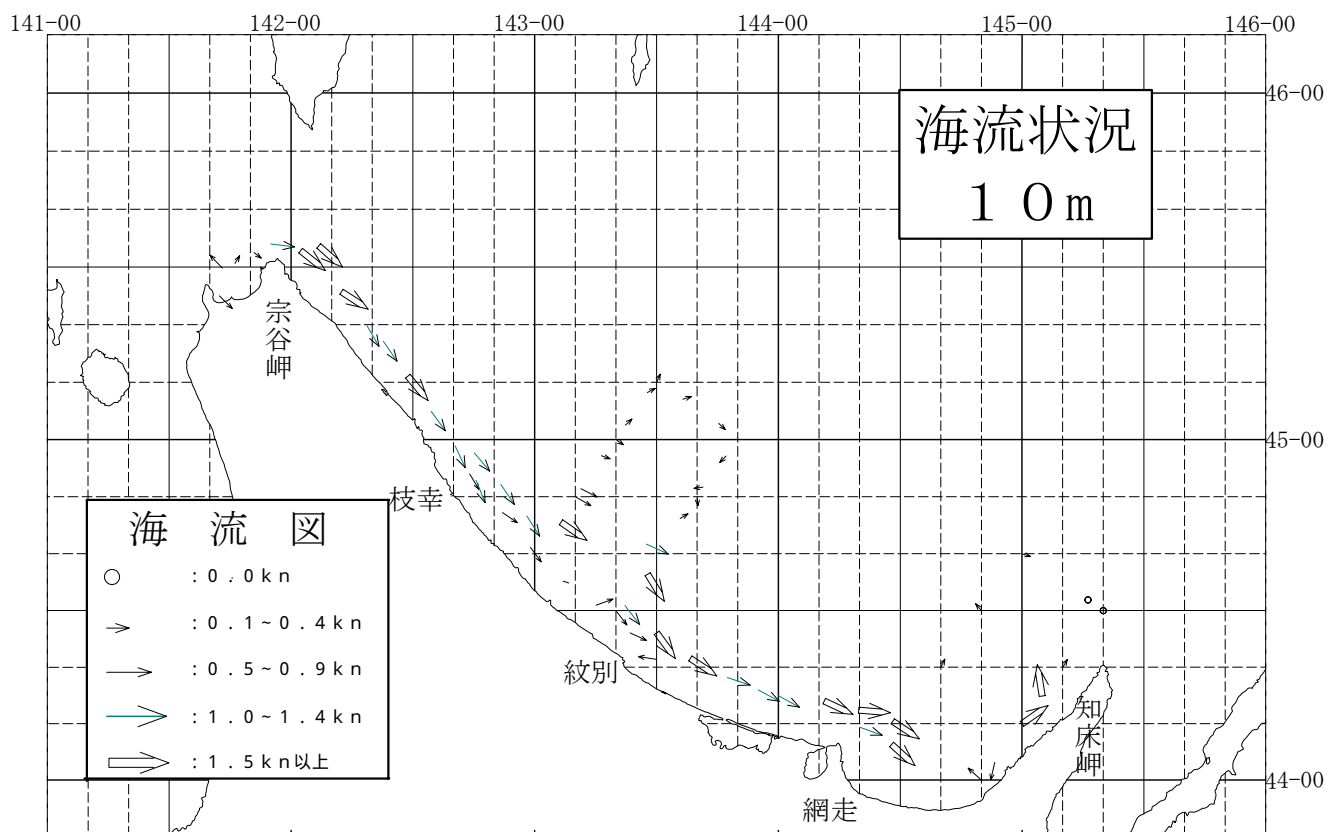 141-00 142-00 143-00 144-00 145-00 146-00
46-00
海流状況
１０m
宗谷岬
45-00
枝幸
海流図
:0.0kn
:0.1~0.4kn
:0.5~0.9kn
:1.0~1.4kn
:1.5kn以上
紋別
知床岬
44-00
網走